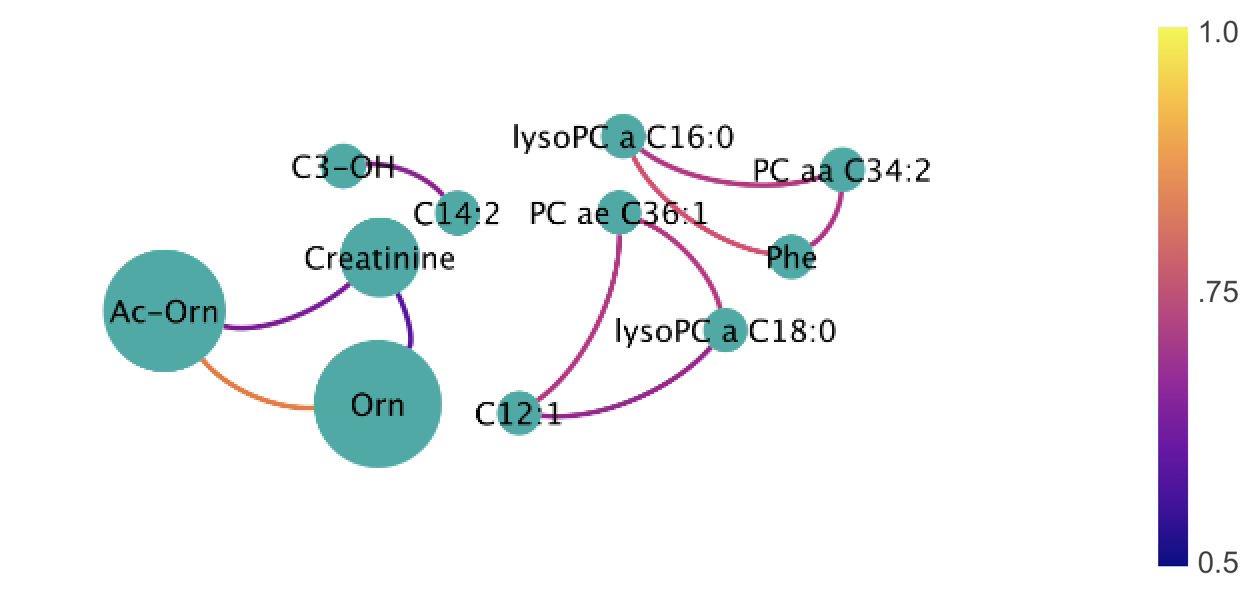 1.0
lysoPC a C16:0
C3-OH
PC aa C34:2
C14:2
PC ae C36:1
Creatinine
Phe
.75
Ac-Orn
lysoPC a C18:0
Orn
C12:1
0.5